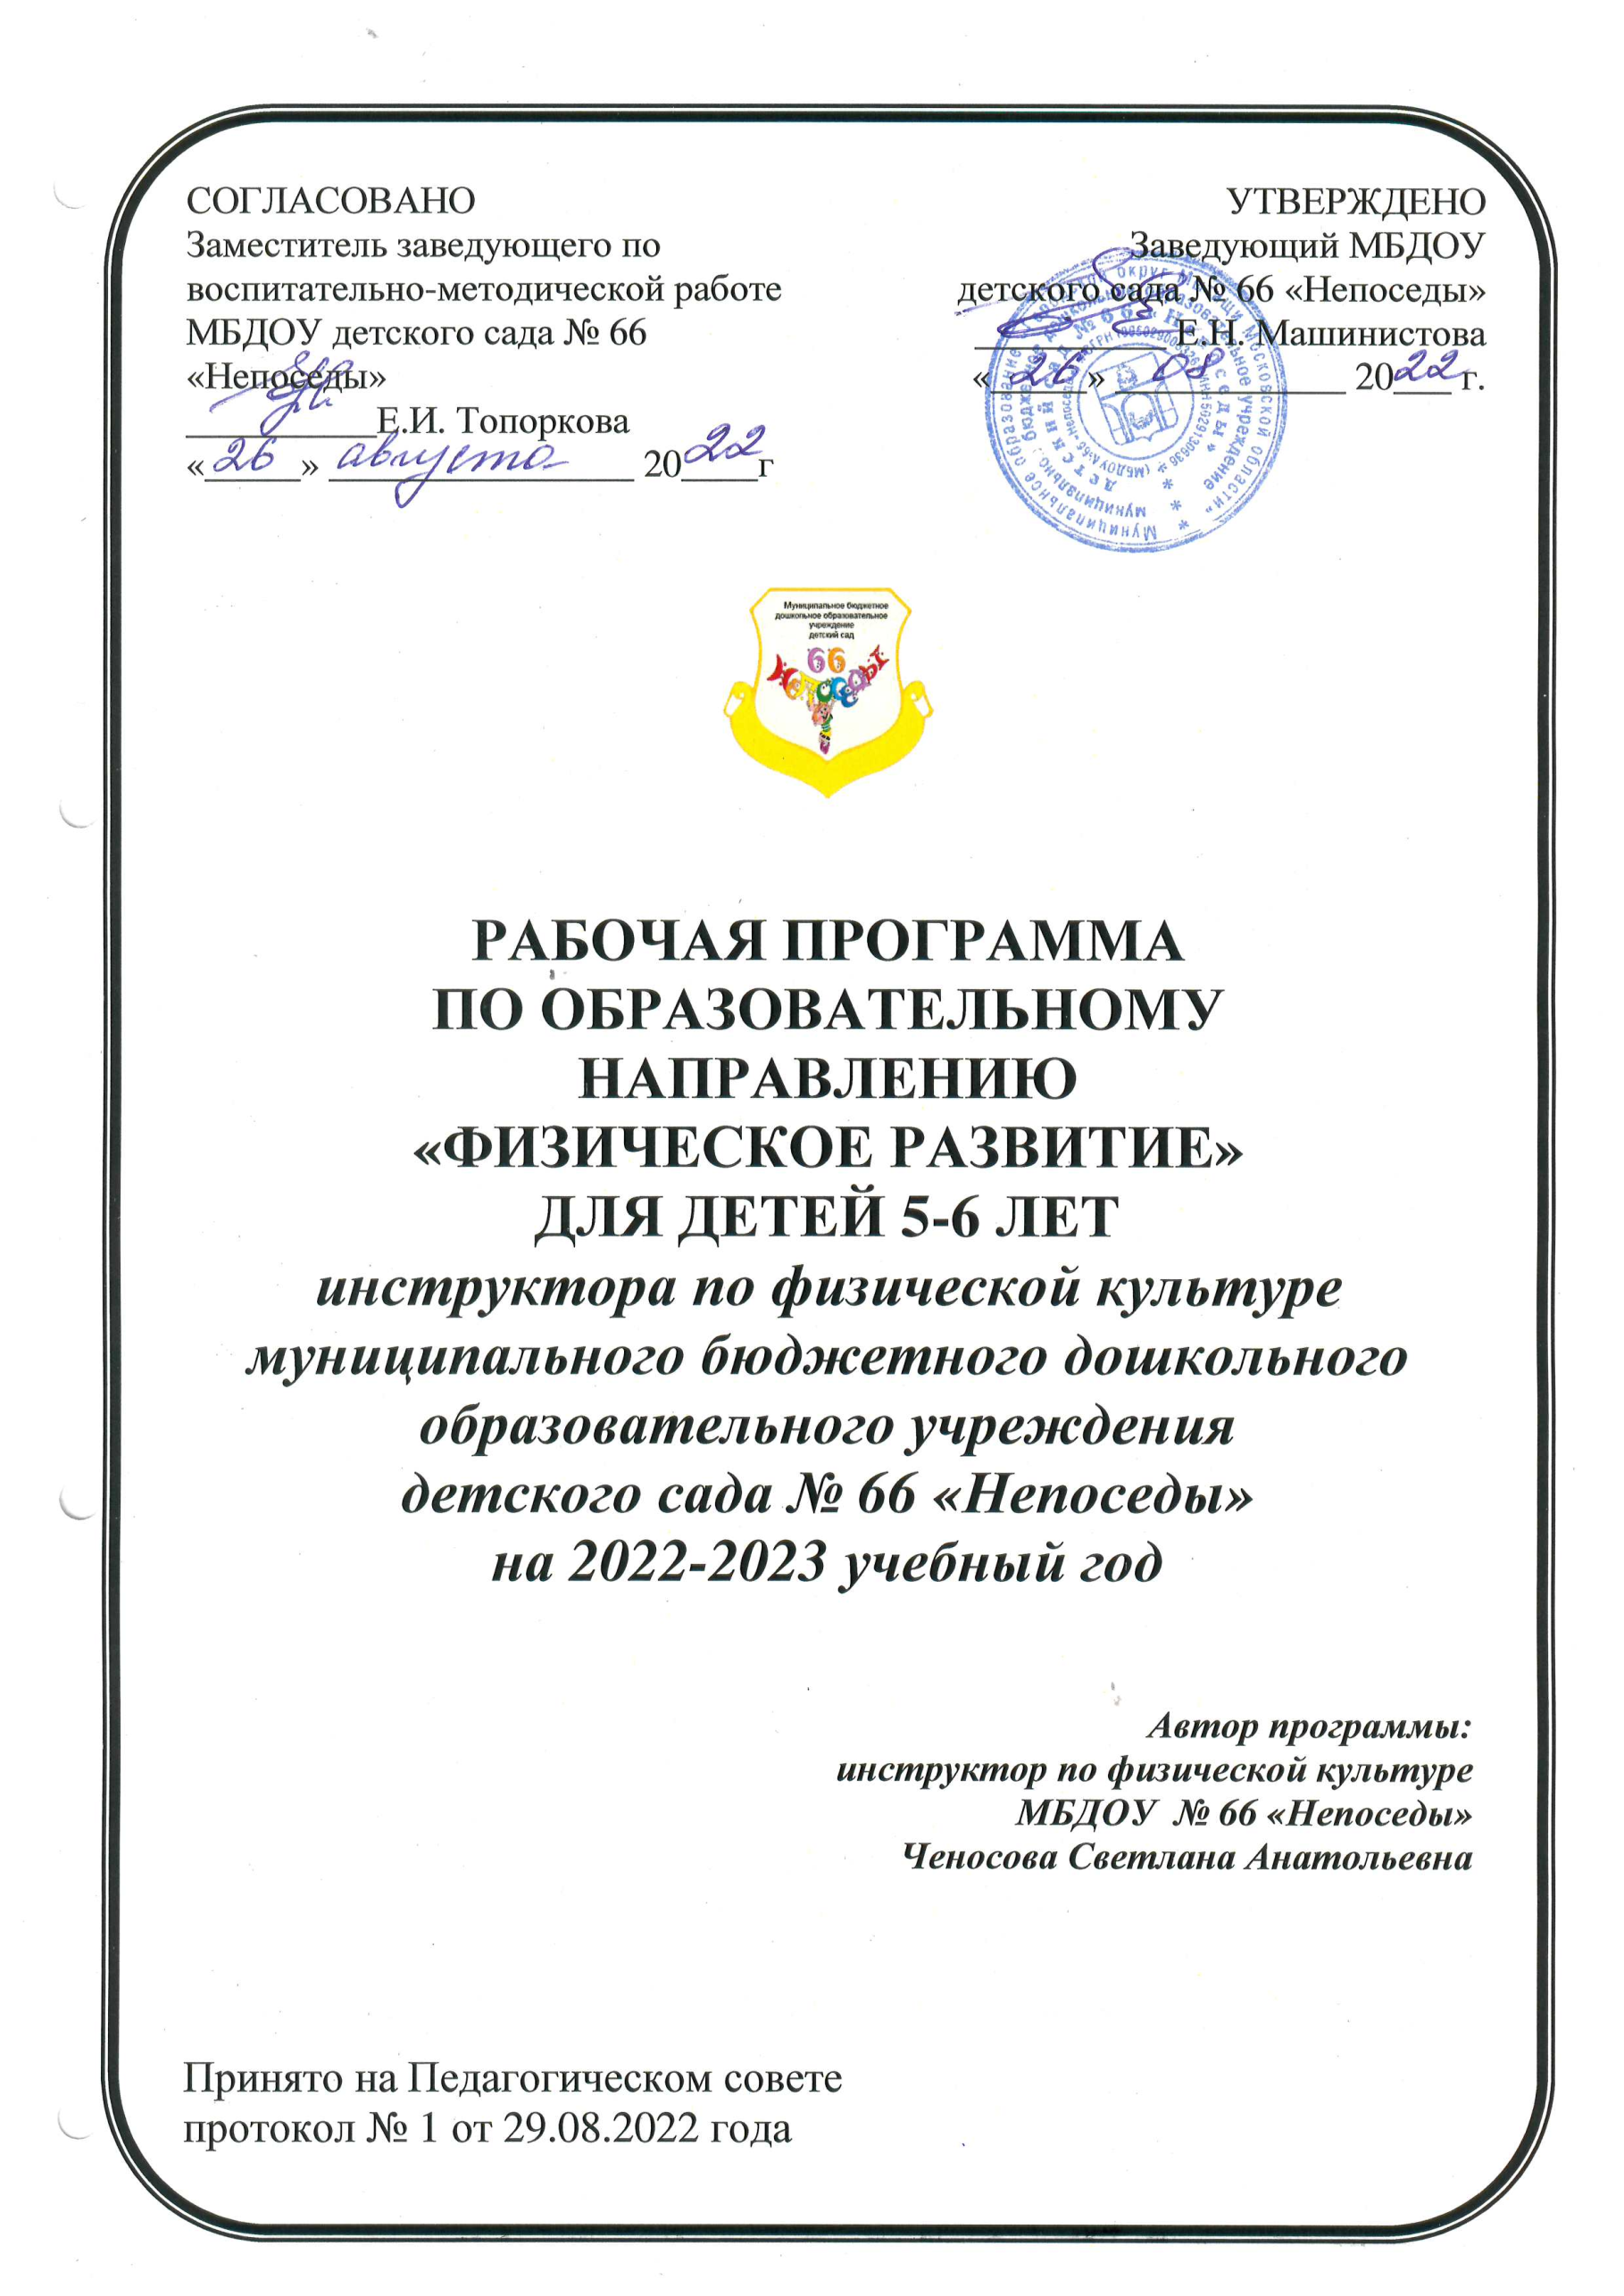 СОГЛАСОВАНО
Заместитель заведующего по
воспитательно-методической работе
МБДОУ детского сада № 66
«Непоседы»
__________Е.И. Топоркова
«26» августа 2022г
УТВЕРЖДЕНО
Заведующий МБДОУ
детского сада № 66 «Непоседы»
__________ Е.Н. Машинистова
«26» 08 2022 г.
Муниципальное бюджетное
дошкольное образовательное
учреждение
детский сад
66
Непоседы
РАБОЧАЯ ПРОГРАММА
ПО ОБРАЗОВАТЕЛЬНОМУ
НАПРАВЛЕНИЮ
«ФИЗИЧЕСКОЕ РАЗВИТИЕ»
ДЛЯ ДЕТЕЙ 5-6 ЛЕТ
инструктора по физической культуре
муниципального бюджетного дошкольного
образовательного учреждения
детского сада № 66 «Непоседы»
на 2022-2023 учебный год
Автор программы:
инструктор по физической культуре
МБДОУ № 66 «Непоседы»
Ченосова Светлана Анатольевна
Принято на Педагогическом совете
протокол № 1 от 29.08.2022 года